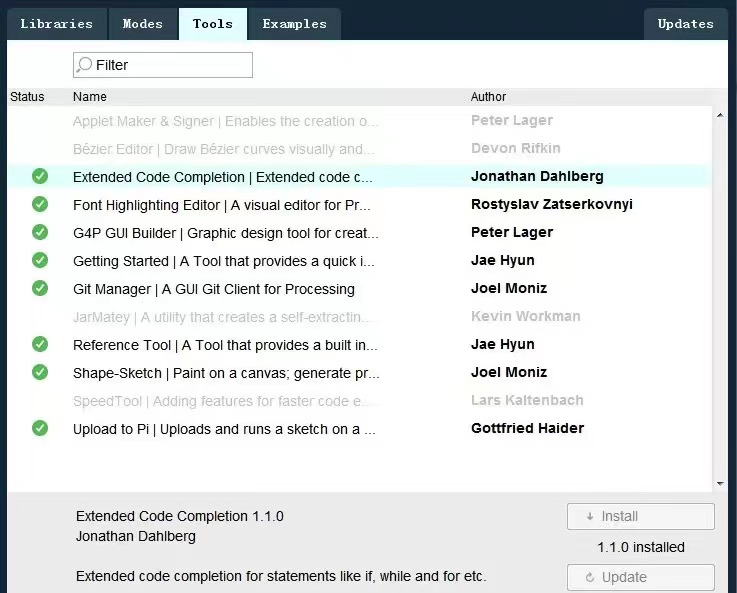 Libraries Modes Tools Examples Updates
Filter
Status Name Author
Applet Maker & Signer | Enables the creation o... Peter Lager
Bézier Editor | Draw Bézier curves visually and... Devon Rifkin
Extended Code Completion | Extended code c... Jonathan Dahlberg
Font Highlighting Editor | A visual editor for Pr... Rostyslav Zatserkovnyi
G4P GUI Builder | Graphic design tool for creat... Peter Lager
Getting Started | A Tool that provides a quick i... Jae Hyun
Git Manager | A GUI Git Client for Processing Joel Moniz
JarMatey | A utility that creates a self-extractin... Kevin Workman
Reference Tool | A Tool that provides a built in... Jae Hyun
Shape-Sketch | Paint on a canvas; generate pr... Joel Moniz
SpeedTool | Adding features for faster code e... Lars Kaltenbach
Upload to Pi | Uploads and runs a sketch on a ... Gottfried Haider
Extended Code Completion 1.1.0 Install
Jonathan Dahlberg
1.1.0 installed
Extended code completion for statements like if, while and for etc. Update